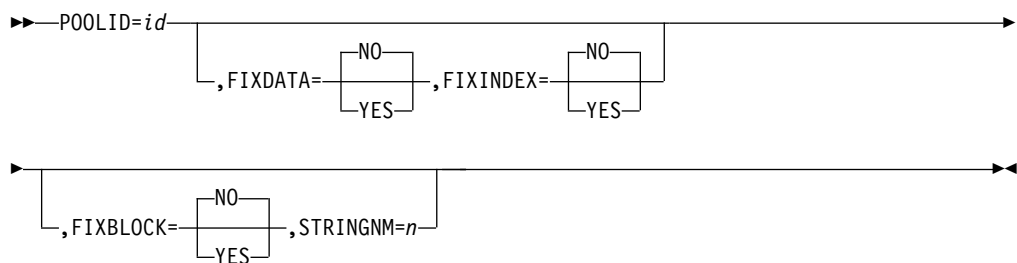 POOLID=id
NO NO
,FIXDATA= ,FIXINDEX=
YES YES
NO
,FIXBLOCK= ,STRINGNM=n
YES